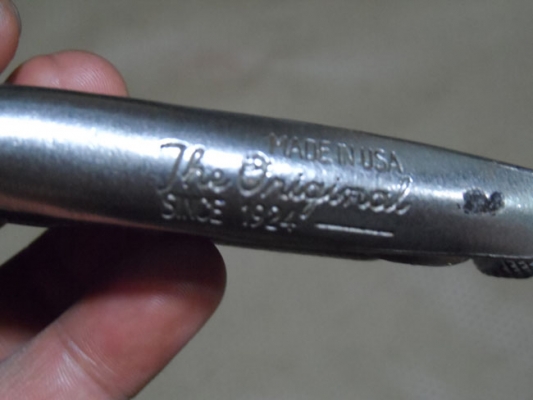 MADE IN USA
The Original
SINCE 1924